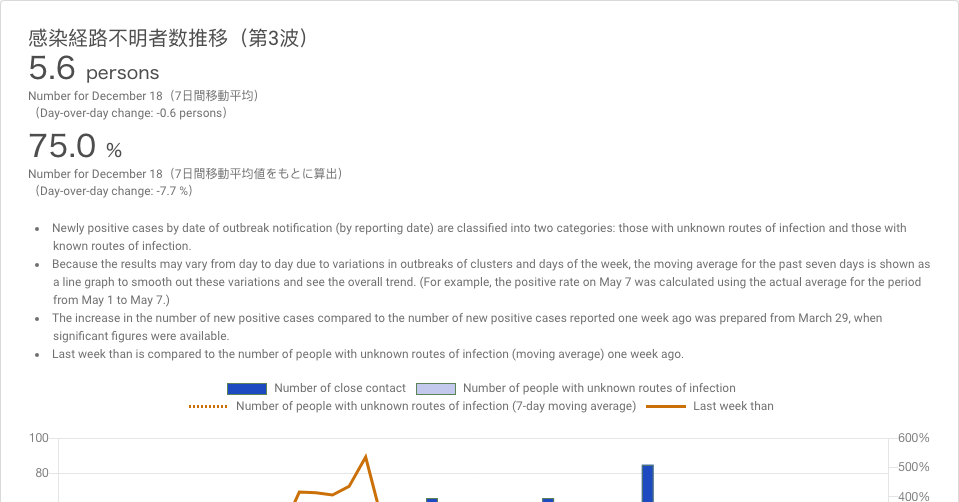 感染経路不明者数推移（第3波）
5.6 persons
Number for December 18（7日間移動平均）
（Day-over-day change: -0.6 persons）
75.0 %
Number for December 18（7日間移動平均値をもとに算出）
（Day-over-day change: -7.7 %）
• Newly positive cases by date of outbreak notification (by reporting date) are classified into two categories: those with unknown routes of infection and those with
known routes of infection.
• Because the results may vary from day to day due to variations in outbreaks of clusters and days of the week, the moving average for the past seven days is shown as
a line graph to smooth out these variations and see the overall trend. (For example, the positive rate on May 7 was calculated using the actual average for the period
from May 1 to May 7.)
• The increase in the number of new positive cases compared to the number of new positive cases reported one week ago was prepared from March 29, when
significant figures were available.
• Last week than is compared to the number of people with unknown routes of infection (moving average) one week ago.
Number of close contact Number of people with unknown routes of infection
Number of people with unknown routes of infection (7-day moving average) Last week than
100 600%
500%
80
400%